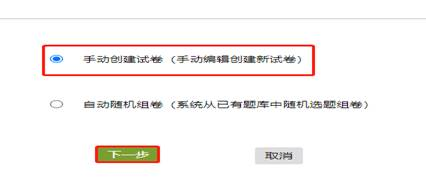 手动创建试卷（手动编辑创建新试卷）
自动随机组卷（系统从已有题库中随机选题组卷）
下一步 取消